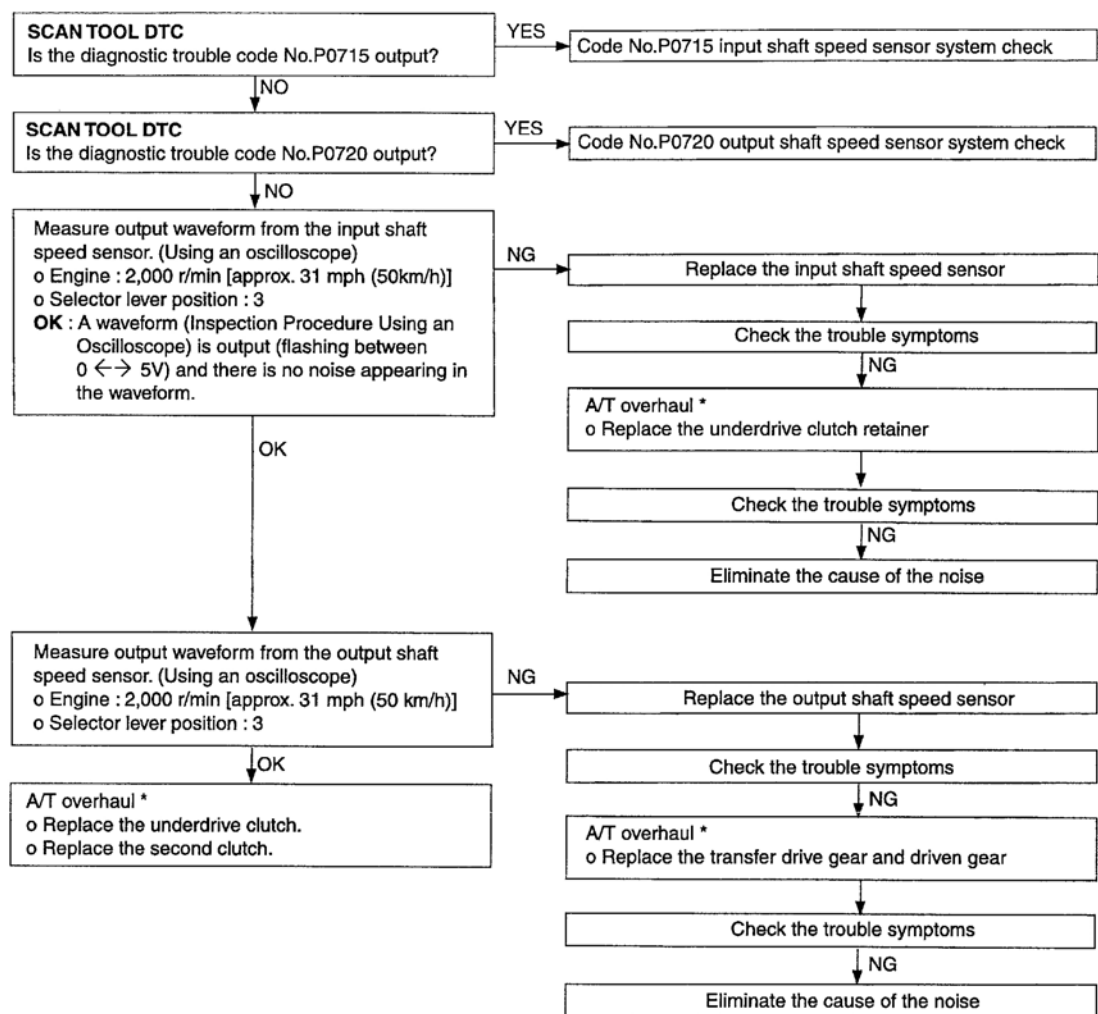 SCAN TOOL DTC
Is the diagnostic trouble code No.P0715 output?
YES
Code No.P0715 input shaft speed sensor system check
NO
SCAN TOOL DTC
Is the diagnostic trouble code No.P0720 output?
YES
Code No.P0720 output shaft speed sensor system check
NO
Measure output waveform from the input shaft
speed sensor. (Using an oscilloscope)
o Engine : 2,000 r/min [approx. 31 mph (50km/h)]
o Selector lever position : 3
OK : A waveform (Inspection Procedure Using an
Oscilloscope) is output (flashing between
0 ←→ 5V) and there is no noise appearing in
the waveform.
NG
Replace the input shaft speed sensor
Check the trouble symptoms
NG
A/T overhaul *
o Replace the underdrive clutch retainer
Check the trouble symptoms
NG
Eliminate the cause of the noise
OK
Measure output waveform from the output shaft
speed sensor. (Using an oscilloscope)
o Engine : 2,000 r/min [approx. 31 mph (50 km/h)]
o Selector lever position : 3
NG
Replace the output shaft speed sensor
Check the trouble symptoms
NG
A/T overhaul *
o Replace the transfer drive gear and driven gear
Check the trouble symptoms
NG
Eliminate the cause of the noise
OK
A/T overhaul *
o Replace the underdrive clutch.
o Replace the second clutch.